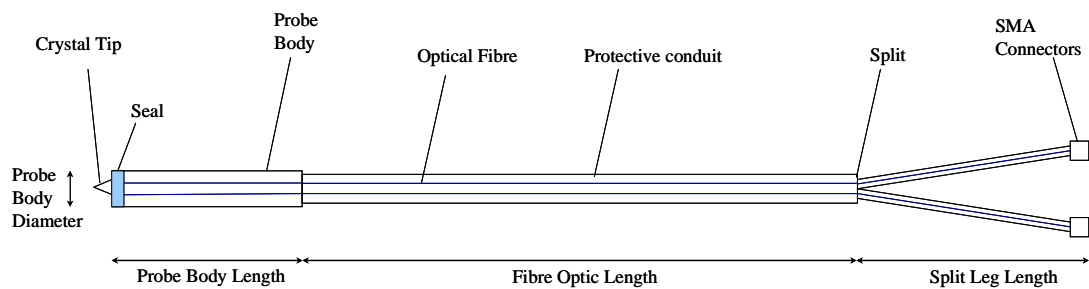 Crystal Tip
Seal
Probe
Body
Optical Fibre
Protective conduit
Split
SMA
Connectors
Probe
Body
Diameter
Probe Body Length
Fibre Optic Length
Split Leg Length